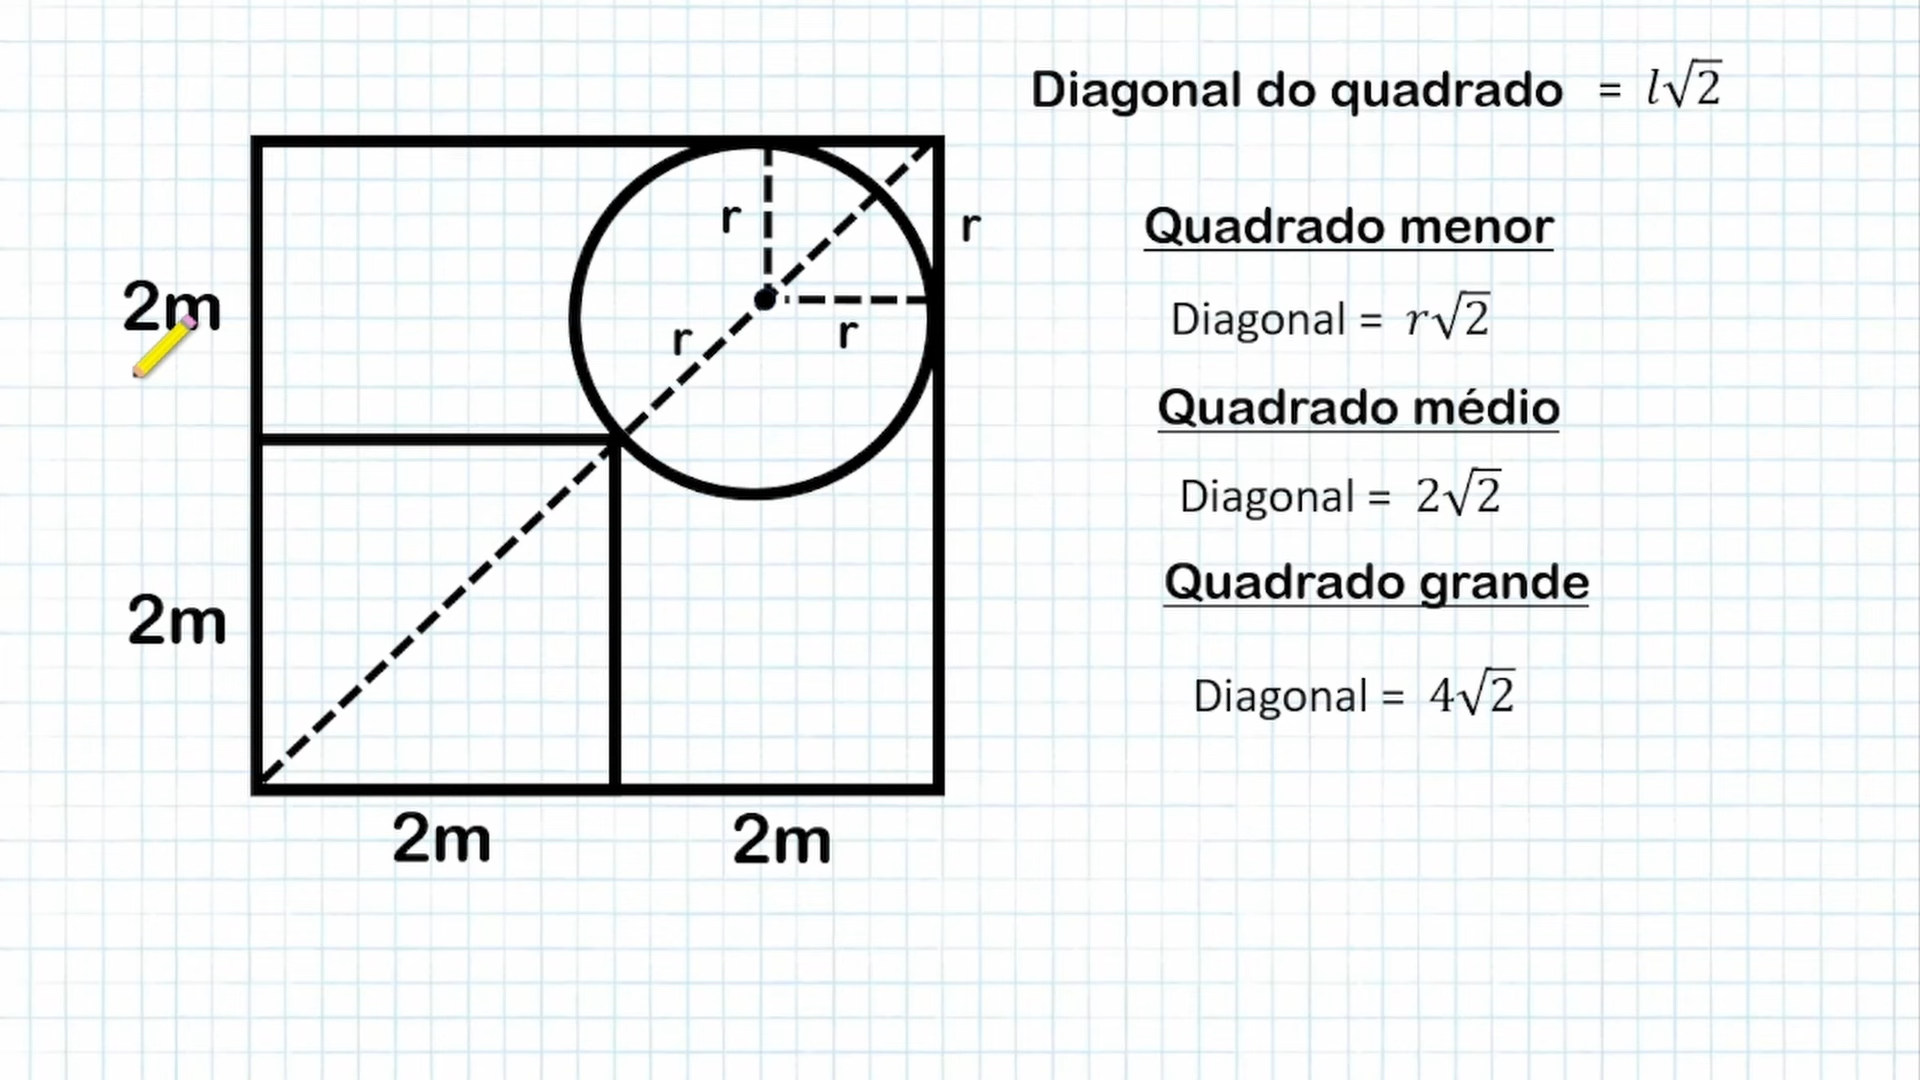 Diagonal do quadrado = l√2
r
r
Quadrado menor
2m
r
r
Diagonal = r√2
Quadrado médio
Diagonal = 2√2
Quadrado grande
2m
Diagonal = 4√2
2m
2m